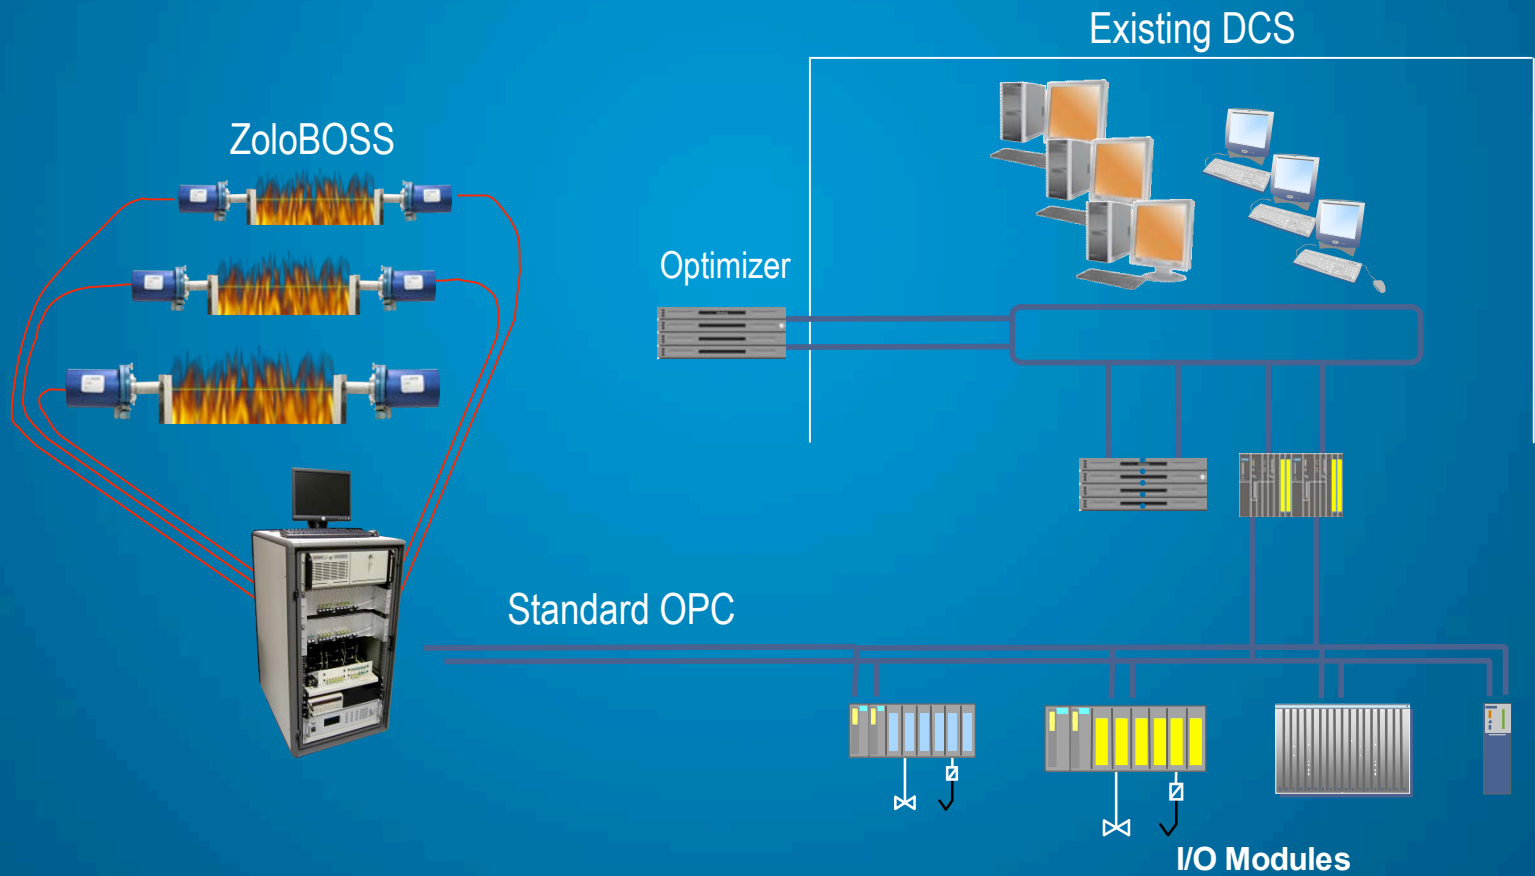 Existing DCS
ZoloBOSS
Optimizer
Standard OPC
I/O Modules